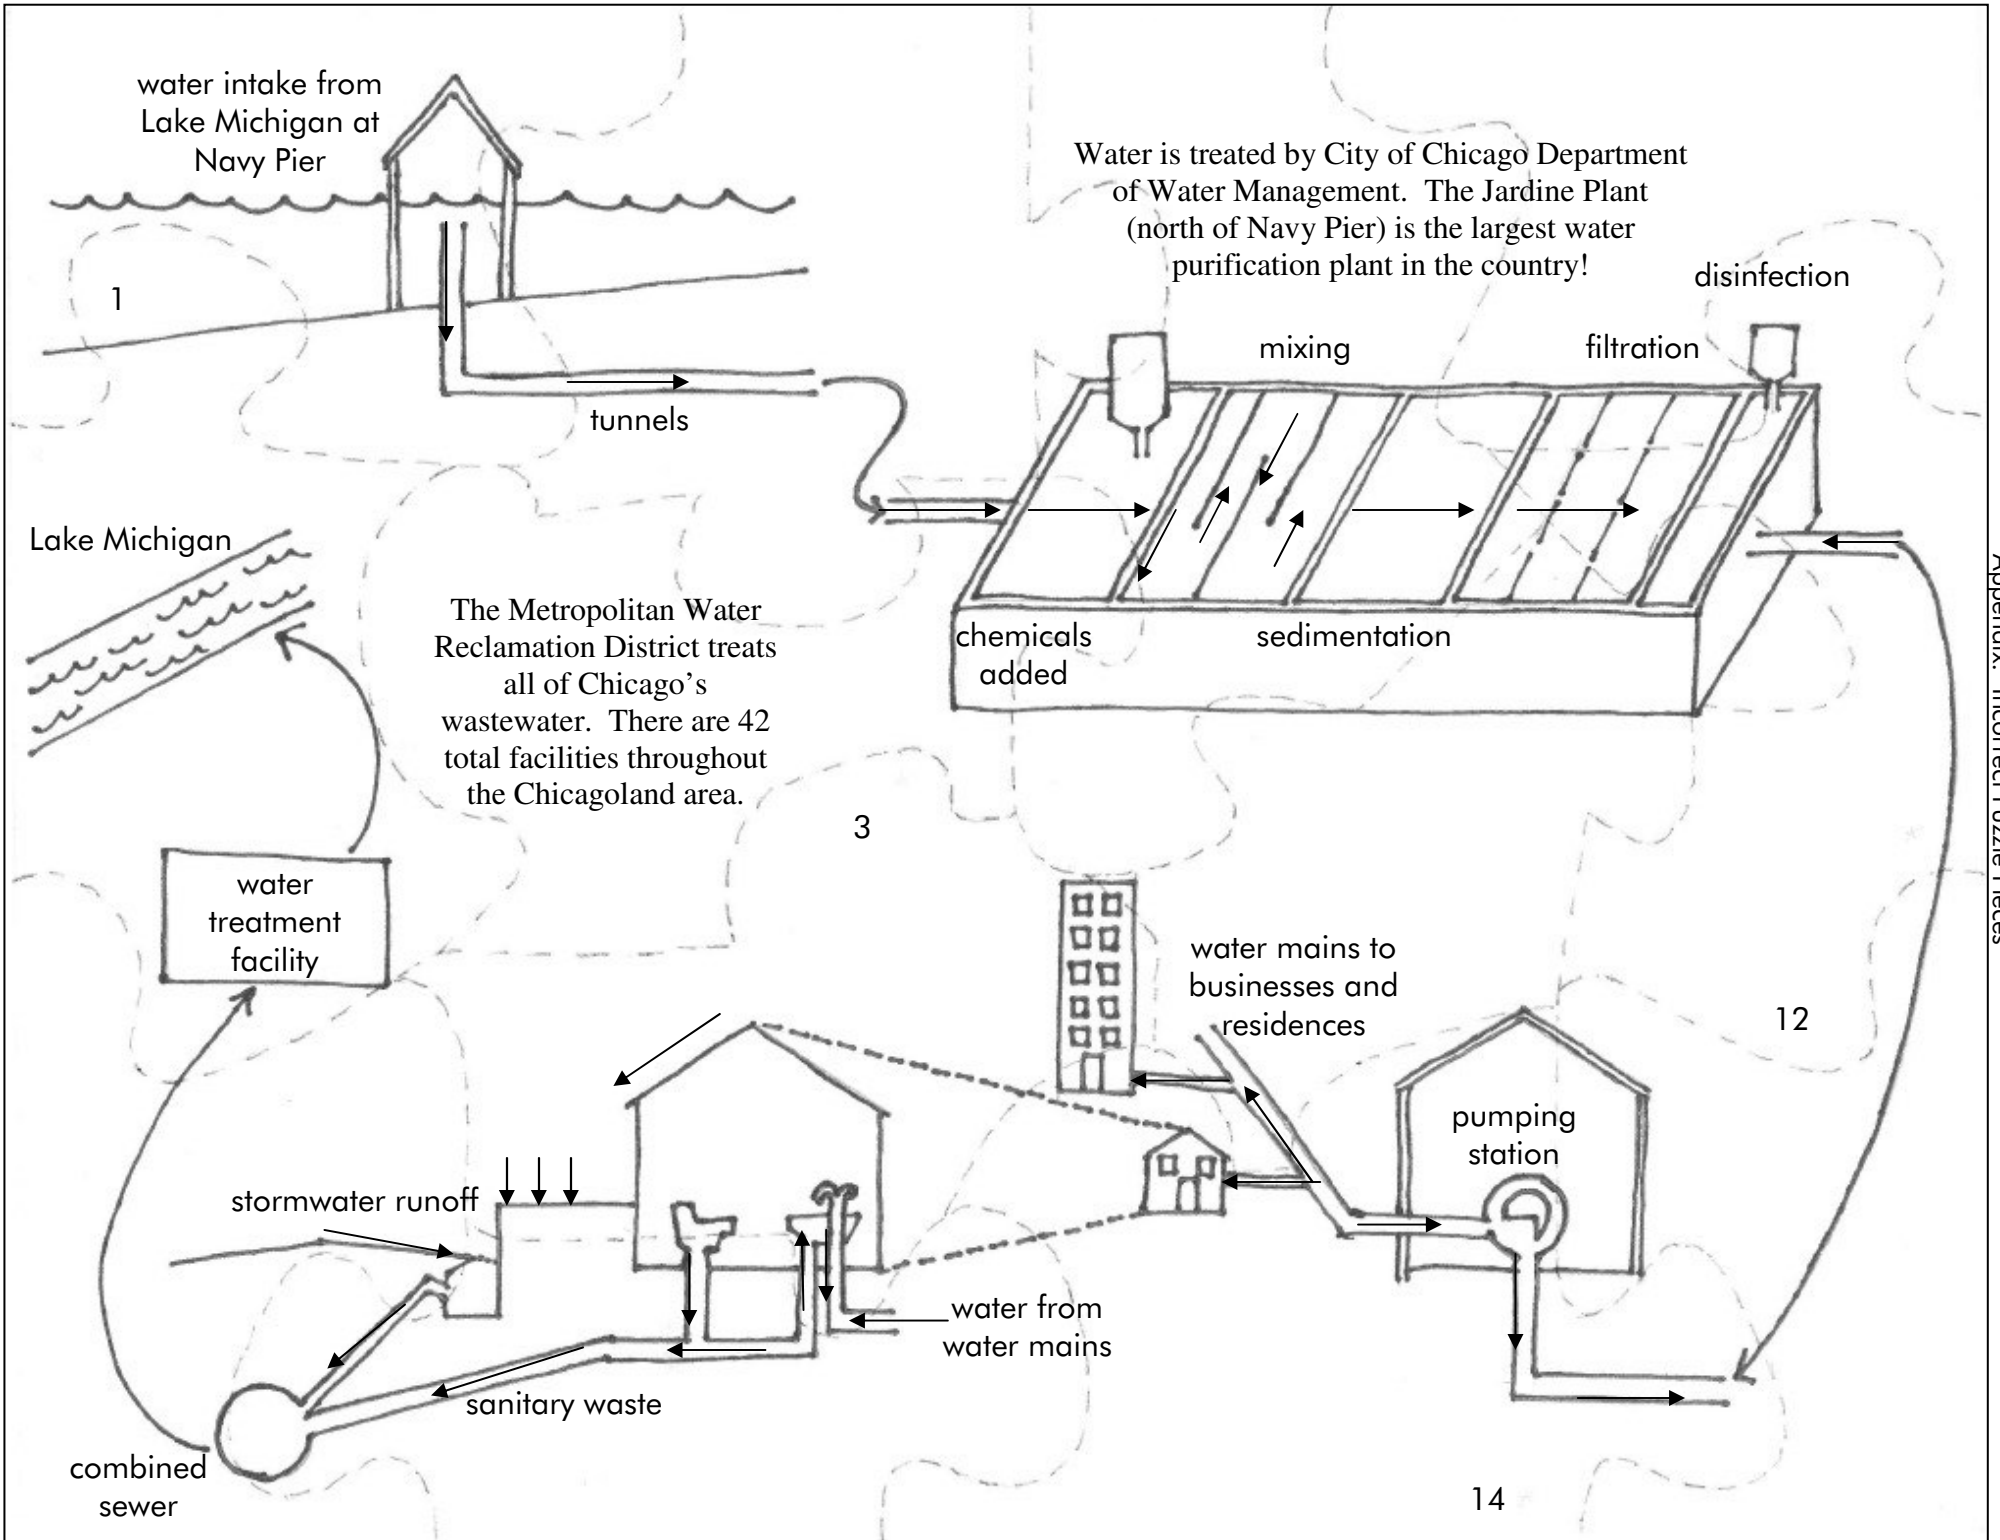 water intake from
Lake Michigan at
Navy Pier
1
tunnels
Water is treated by City of Chicago Department
of Water Management.  The Jardine Plant
(north of Navy Pier) is the largest water
purification plant in the country!
disinfection
mixing
filtration
chemicals
added
sedimentation
Lake Michigan
The Metropolitan Water
Reclamation District treats
all of Chicago’s
wastewater.  There are 42
total facilities throughout
the Chicagoland area.
3
water
treatment
facility
water mains to
businesses and
residences
12
pumping
station
stormwater runoff
water from
water mains
sanitary waste
combined
sewer
14
Appendix: Incorrect Puzzle Pieces